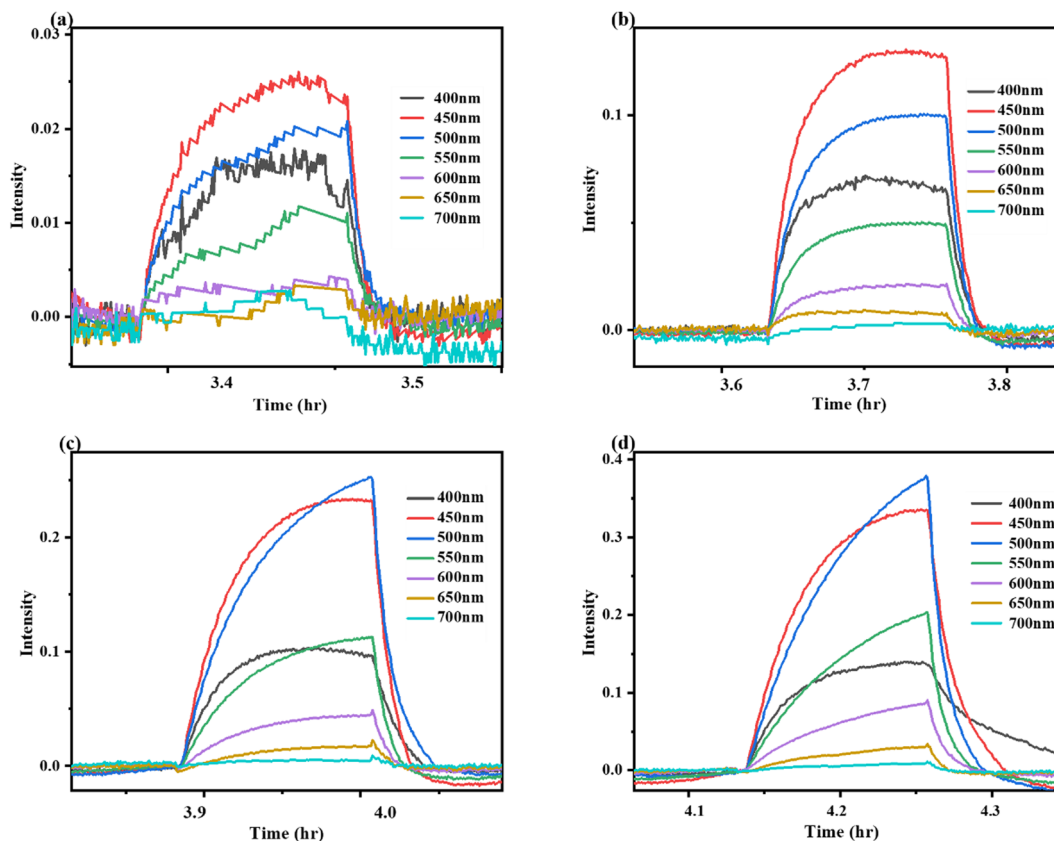 (a)
0.03
0.02
0.01
0.00
Intensity
400nm
450nm
500nm
550nm
600nm
650nm
700nm
3.4
3.5
Time (hr)
(b)
0.1
0.0
Intensity
400nm
450nm
500nm
550nm
600nm
650nm
700nm
3.6
3.7
3.8
Time (hr)
(c)
0.2
0.1
0.0
Intensity
400nm
450nm
500nm
550nm
600nm
650nm
700nm
3.9
4.0
Time (hr)
(d)
0.4
0.3
0.2
0.1
0.0
Intensity
400nm
450nm
500nm
550nm
600nm
650nm
700nm
4.1
4.2
4.3
Time (hr)